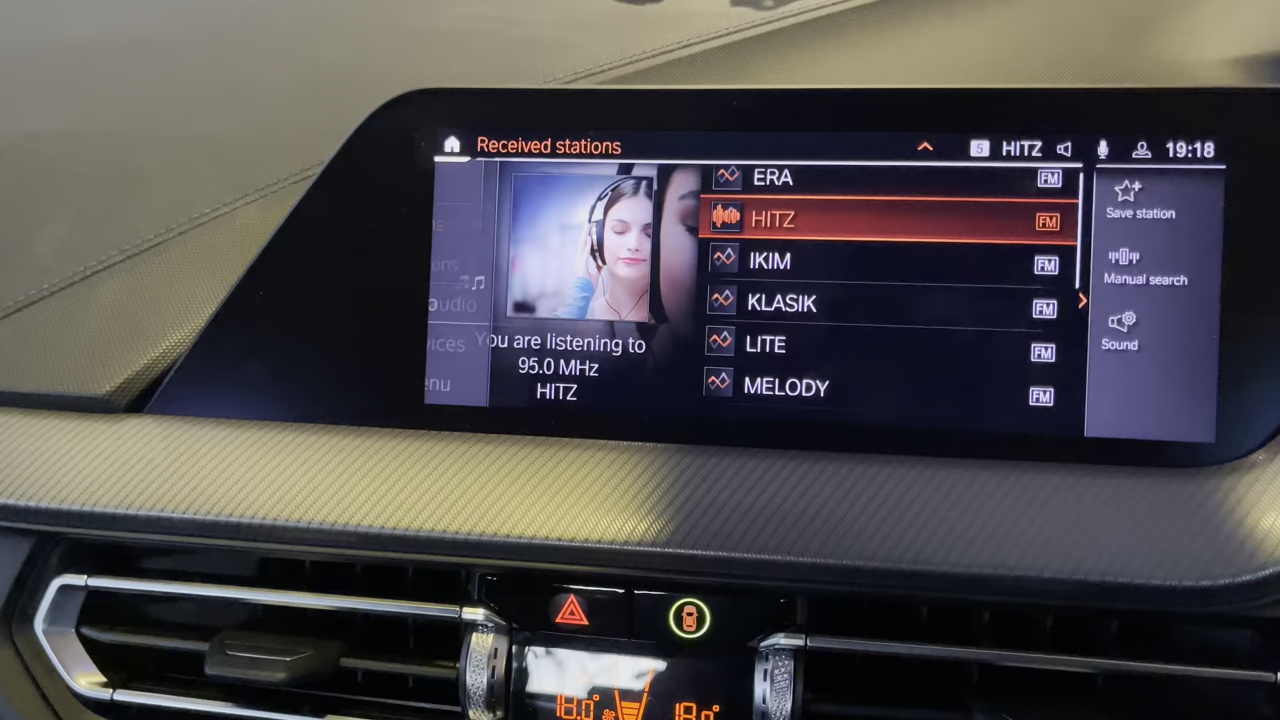 Received stations
5 HITZ 19:18
ERA FM
HITZ FM
IKIM FM
KLASIK FM
LITE FM
MELODY FM
audio
You are listening to
95.0 MHz
HITZ
Save station
Manual search
Sound
18.0° 18.0°